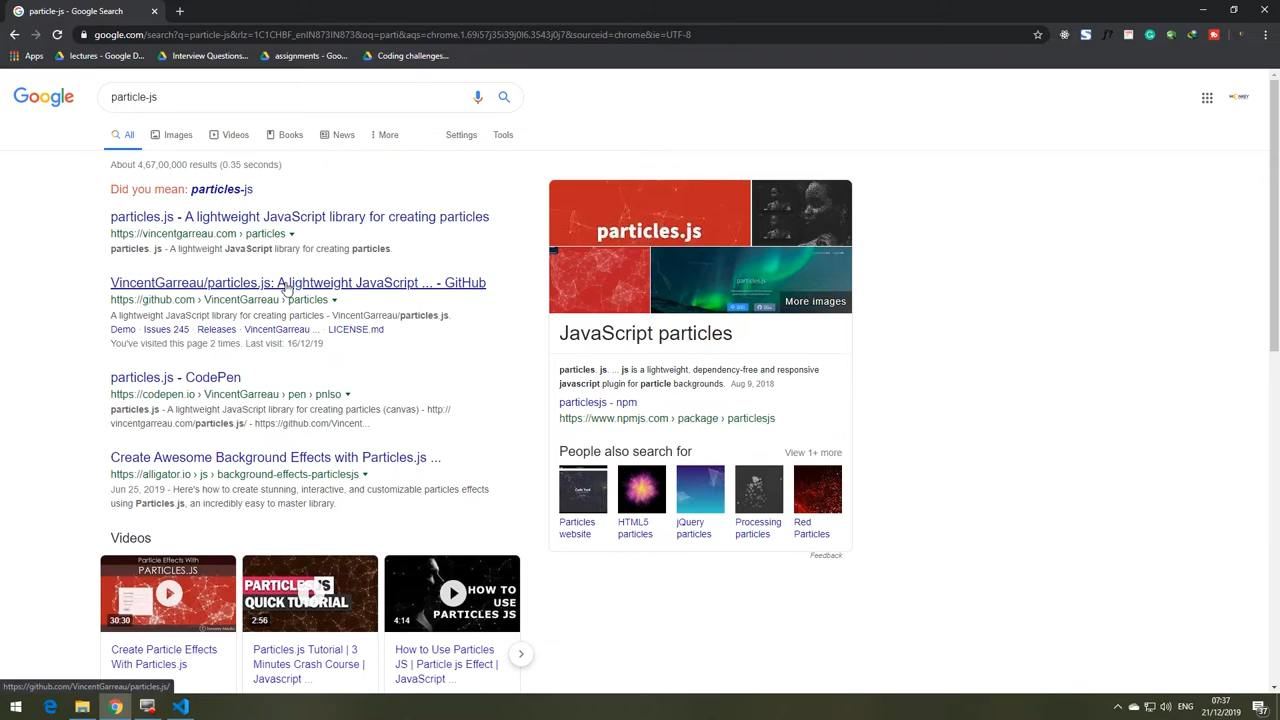 particle-js - Google Search
google.com/search?q=particle-js&rlz=1C1CHBF_enIN873IN873&oq=parti&aqs=chrome.1.69i57j35i39j0l6.3543j0j7&sourceid=chrome&ie=UTF-8
Apps
lectures - Google D...
Interview Questions...
assignments - Goo...
Coding challenges...
Google
particle-js
All
Images
Videos
Books
News
More
Settings
Tools
About 4,67,00,000 results (0.35 seconds)
Did you mean: particles-js
particles.js - A lightweight JavaScript library for creating particles
https://vincentgarreau.com › particles
particles. js - A lightweight JavaScript library for creating particles.
VincentGarreau/particles.js: A lightweight JavaScript ... - GitHub
https://github.com › VincentGarreau › particles
A lightweight JavaScript library for creating particles - VincentGarreau/particles.js.
Demo · Issues 245 · Releases · VincentGarreau ... · LICENSE.md
You've visited this page 2 times. Last visit: 16/12/19
particles.js - CodePen
https://codepen.io › VincentGarreau › pen › pnlso
particles.js - A lightweight JavaScript library for creating particles (canvas) - http://
vincentgarreau.com/particles.js/ - https://github.com/Vincent...
Create Awesome Background Effects with Particles.js ...
https://alligator.io › js › background-effects-particlesjs
Jun 25, 2019 - Here's how to create stunning, interactive, and customizable particles effects
using Particles.js, an incredibly easy to master library.
Videos
Particle Effects With
PARTICLES.JS
30:30
PARTICLES.JS
QUICK TUTORIAL
2:56
HOW TO
USE
PARTICLES JS
4:14
Create Particle Effects
With Particles.js
Particles.js Tutorial | 3
Minutes Crash Course |
Javascript ...
How to Use Particles
JS | Particle js Effect |
JavaScript ...
particles.js
particles.js
More images
JavaScript particles
particles. js. ... js is a lightweight, dependency-free and responsive
javascript plugin for particle backgrounds. Aug 9, 2018
particlesjs - npm
https://www.npmjs.com › package › particlesjs
People also search for
View 1+ more
Particles
website
HTML5
particles
jQuery
particles
Processing
particles
Red
Particles
Feedback
https://github.com/VincentGarreau/particles.js/
ENG
07:37
21/12/2019